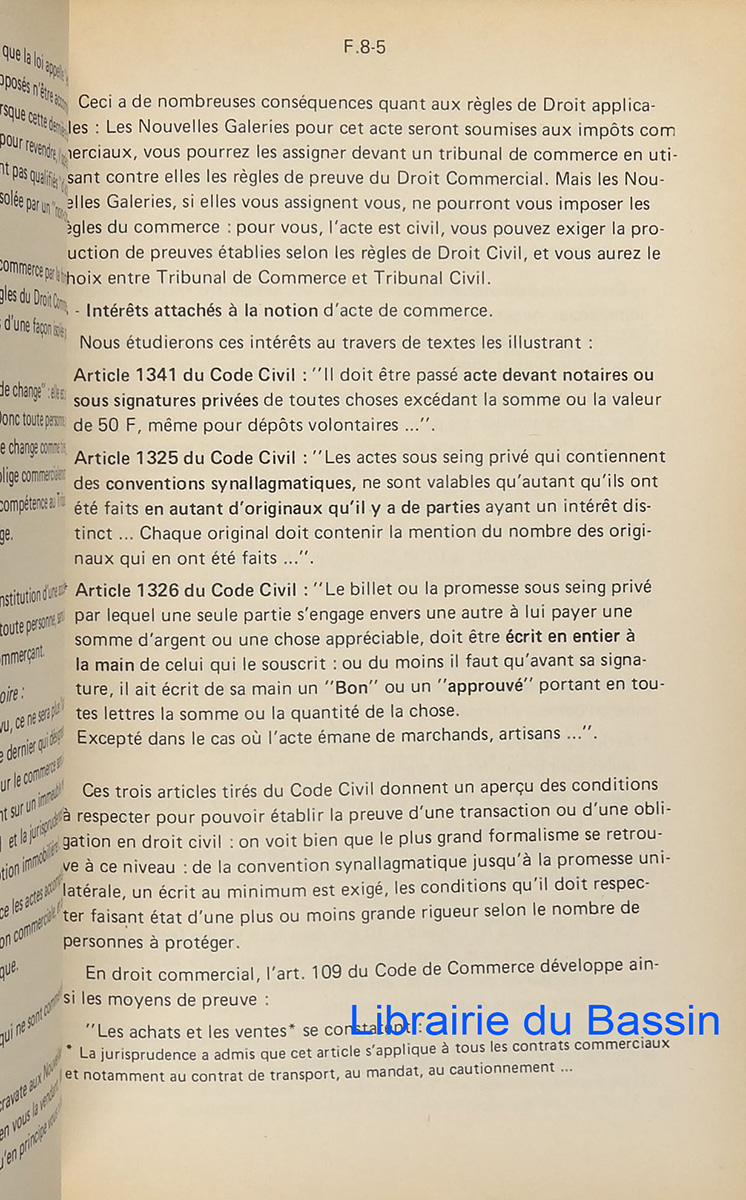 F.8-5
Ceci a de nombreuses conséquences quant aux règles de Droit applica-
les : Les Nouvelles Galeries pour cet acte seront soumises aux impôts com
merciaux, vous pourrez les assigner devant un tribunal de commerce en uti-
sant contre elles les règles de preuve du Droit Commercial. Mais les Nou-
elles Galeries, si elles vous assignent vous, ne pourront vous imposer les
ègles du commerce : pour vous, l'acte est civil, vous pouvez exiger la pro-
uction de preuves établies selon les règles de Droit Civil, et vous aurez le
hoix entre Tribunal de Commerce et Tribunal Civil.
- Intérêts attachés à la notion d'acte de commerce.
Nous étudierons ces intérêts au travers de textes les illustrant :
Article 1341 du Code Civil : "Il doit être passé acte devant notaires ou
sous signatures privées de toutes choses excédant la somme ou la valeur
de 50 F, même pour dépôts volontaires ...".
Article 1325 du Code Civil : "Les actes sous seing privé qui contiennent
des conventions synallagmatiques, ne sont valables qu'autant qu'ils ont
été faits en autant d'originaux qu'il y a de parties ayant un intérêt dis-
tinct ... Chaque original doit contenir la mention du nombre des origi-
naux qui en ont été faits ...".
Article 1326 du Code Civil : "Le billet ou la promesse sous seing privé
par lequel une seule partie s'engage envers une autre à lui payer une
somme d'argent ou une chose appréciable, doit être écrit en entier à
la main de celui qui le souscrit : ou du moins il faut qu'avant sa signa-
ture, il ait écrit de sa main un "Bon" ou un "approuvé" portant en tou-
tes lettres la somme ou la quantité de la chose.
Excepté dans le cas où l'acte émane de marchands, artisans ...".
Ces trois articles tirés du Code Civil donnent un aperçu des conditions
à respecter pour pouvoir établir la preuve d'une transaction ou d'une obli-
gation en droit civil : on voit bien que le plus grand formalisme se retrou-
ve à ce niveau : de la convention synallagmatique jusqu'à la promesse uni-
latérale, un écrit au minimum est exigé, les conditions qu'il doit respec-
ter faisant état d'une plus ou moins grande rigueur selon le nombre de
personnes à protéger.
En droit commercial, l'art. 109 du Code de Commerce développe ain-
si les moyens de preuve :
"Les achats et les ventes* se constatent :
Librairie du Bassin
* La jurisprudence a admis que cet article s'applique à tous les contrats commerciaux
et notamment au contrat de transport, au mandat, au cautionnement ...